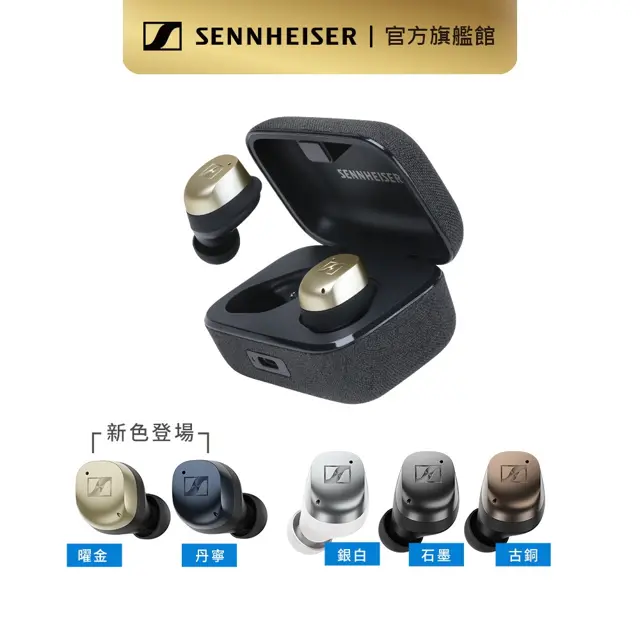 SENNHEISER | 官方旗艦館
SENNHEISER
新色登場
曜金
丹寧
銀白
石墨
古銅